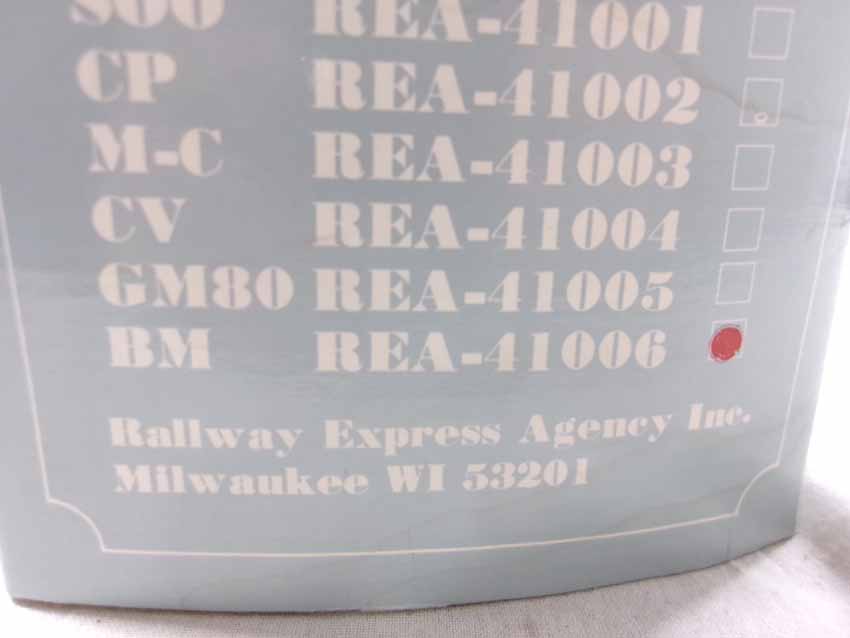 SOO REA-41001
CP REA-41002
M-C REA-41003
CV REA-41004
GM80 REA-41005
BM REA-41006
Railway Express Agency Inc.
Milwaukee WI 53201